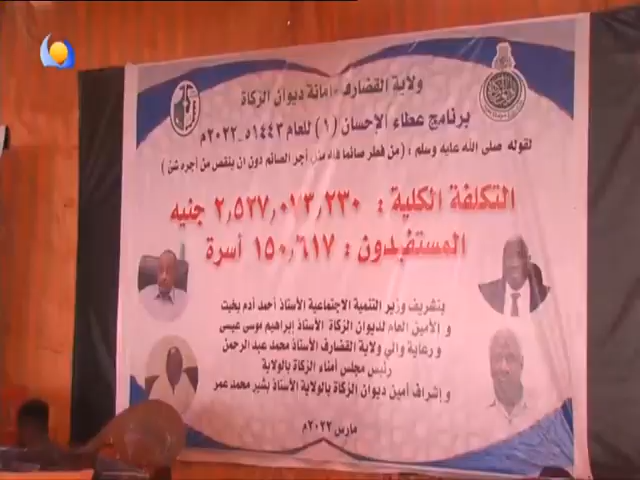 ولاية القضارف - أمانة ديوان الزكاة
برنامج عطاء الإحسان (١) للعام ١٤٤٣ه-٢٠٢٢م
لقوله صلى الله عليه وسلم : (من فطر صائما فله مثل أجر الصائم دون ان ينقص من أجره شئ )
التكلفة الكلية : ٢,٥٢٧,٠١٣,٢٣٠ جنيه
المستفيدون : ١٥٠,٦١٧ أسرة
بتشريف وزير التنمية الاجتماعية الأستاذ أحمد آدم بخيت
و الأمين العام لديوان الزكاة الأستاذ إبراهيم موسى عيسى
و رعاية والي ولاية القضارف الأستاذ محمد عبد الرحمن
رئيس مجلس أمناء الزكاة بالولاية
و إشراف أمين ديوان الزكاة بالولاية الأستاذ بشير محمد عمر
مارس ٢٠٢٢م